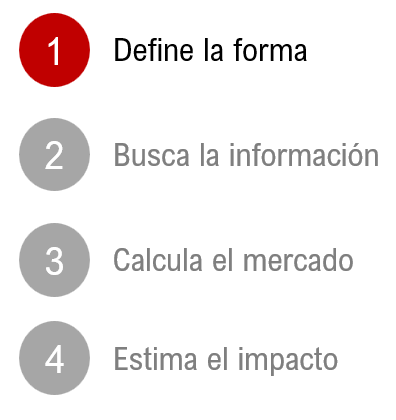 1 Define la forma
2 Busca la información
3 Calcula el mercado
4 Estima el impacto